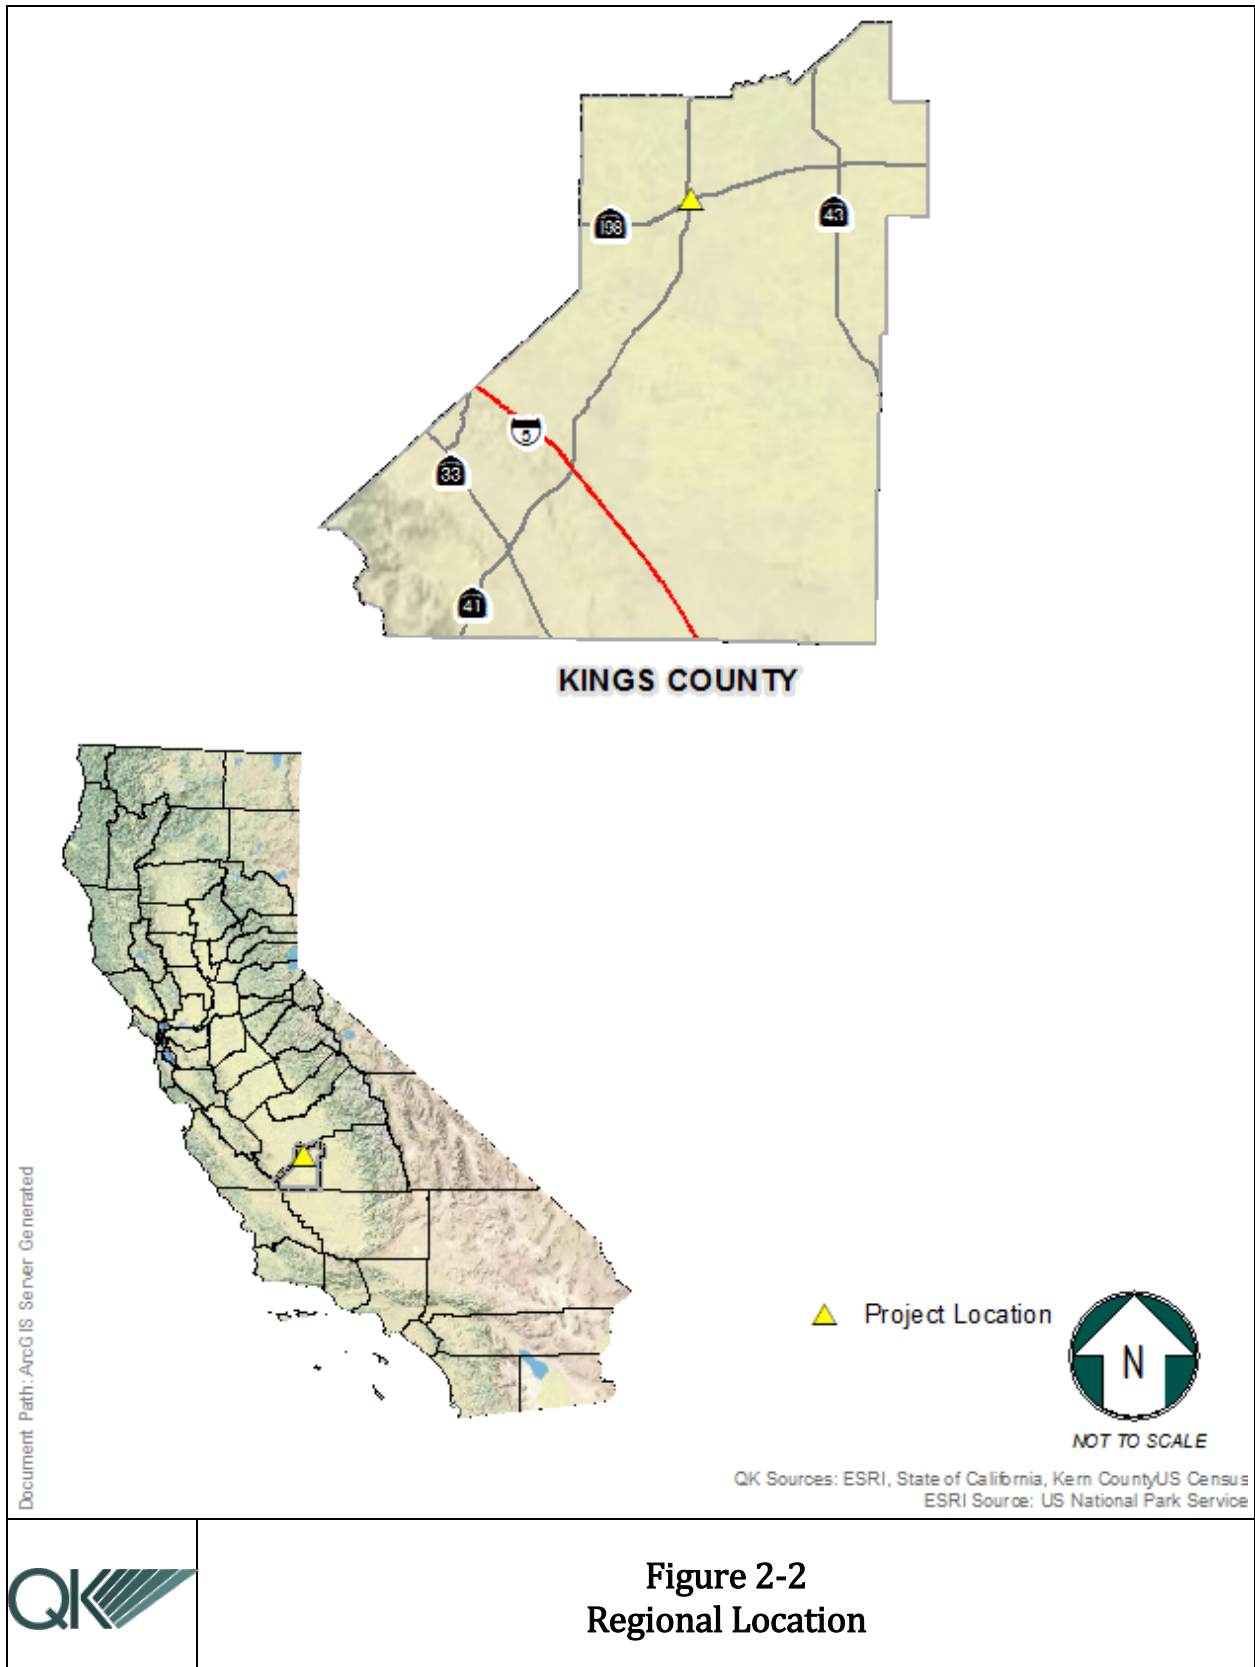 198
43
5
33
41
KINGS COUNTY
Document Path: ArcGIS Server Generated
Project Location
N
NOT TO SCALE
QK Sources: ESRI, State of California, Kern CountyUS Census
ESRI Source: US National Park Service
QK
Figure 2-2
Regional Location